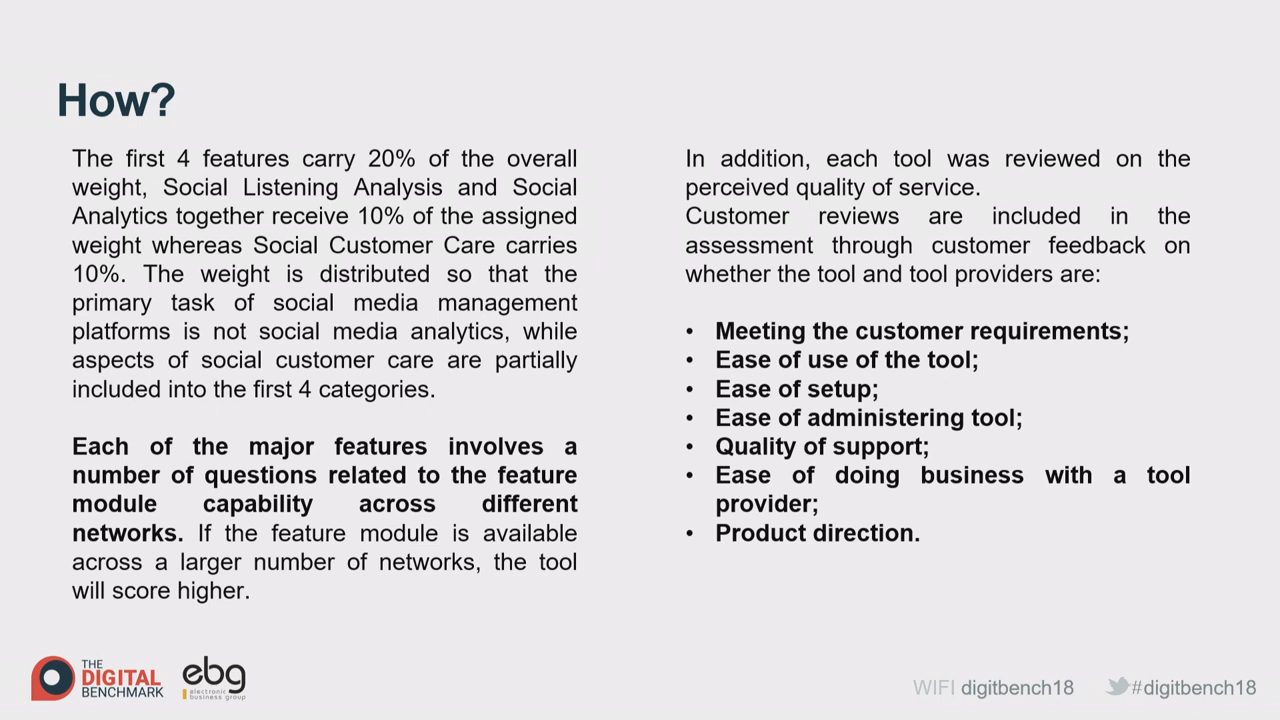 How?
The first 4 features carry 20% of the overall
weight, Social Listening Analysis and Social
Analytics together receive 10% of the assigned
weight whereas Social Customer Care carries
10%. The weight is distributed so that the
primary task of social media management
platforms is not social media analytics, while
aspects of social customer care are partially
included into the first 4 categories.
Each of the major features involves a
number of questions related to the feature
module capability across different
networks. If the feature module is available
across a larger number of networks, the tool
will score higher.
In addition, each tool was reviewed on the
perceived quality of service.
Customer reviews are included in the
assessment through customer feedback on
whether the tool and tool providers are:
• Meeting the customer requirements;
• Ease of use of the tool;
• Ease of setup;
• Ease of administering tool;
• Quality of support;
• Ease of doing business with a tool
provider;
• Product direction.
THE
DIGITAL
BENCHMARK
ebg
electronic
business group
WIFI digitbench18
#digitbench18